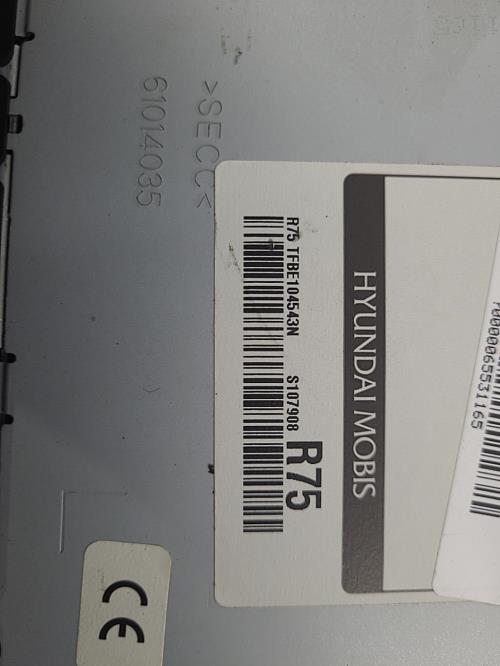 >SECC<
61014035
HYUNDAI MOBIS
R75 TFBE104543N S107908
R75
CE